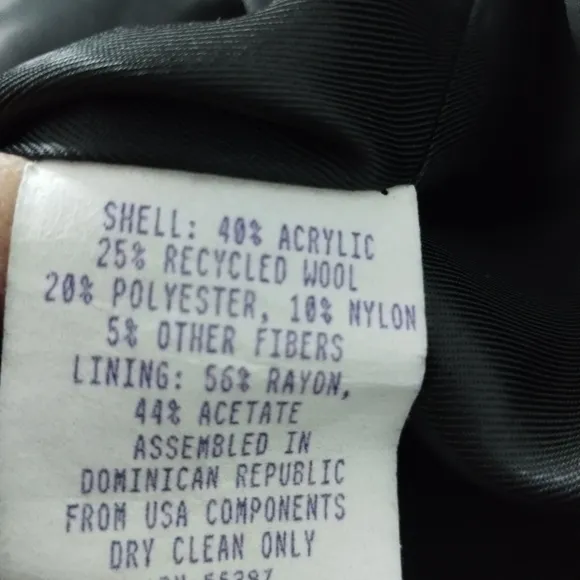 SHELL: 40% ACRYLIC
25% RECYCLED WOOL
20% POLYESTER, 10% NYLON
5% OTHER FIBERS
LINING: 56% RAYON,
44% ACETATE
ASSEMBLED IN
DOMINICAN REPUBLIC
FROM USA COMPONENTS
DRY CLEAN ONLY